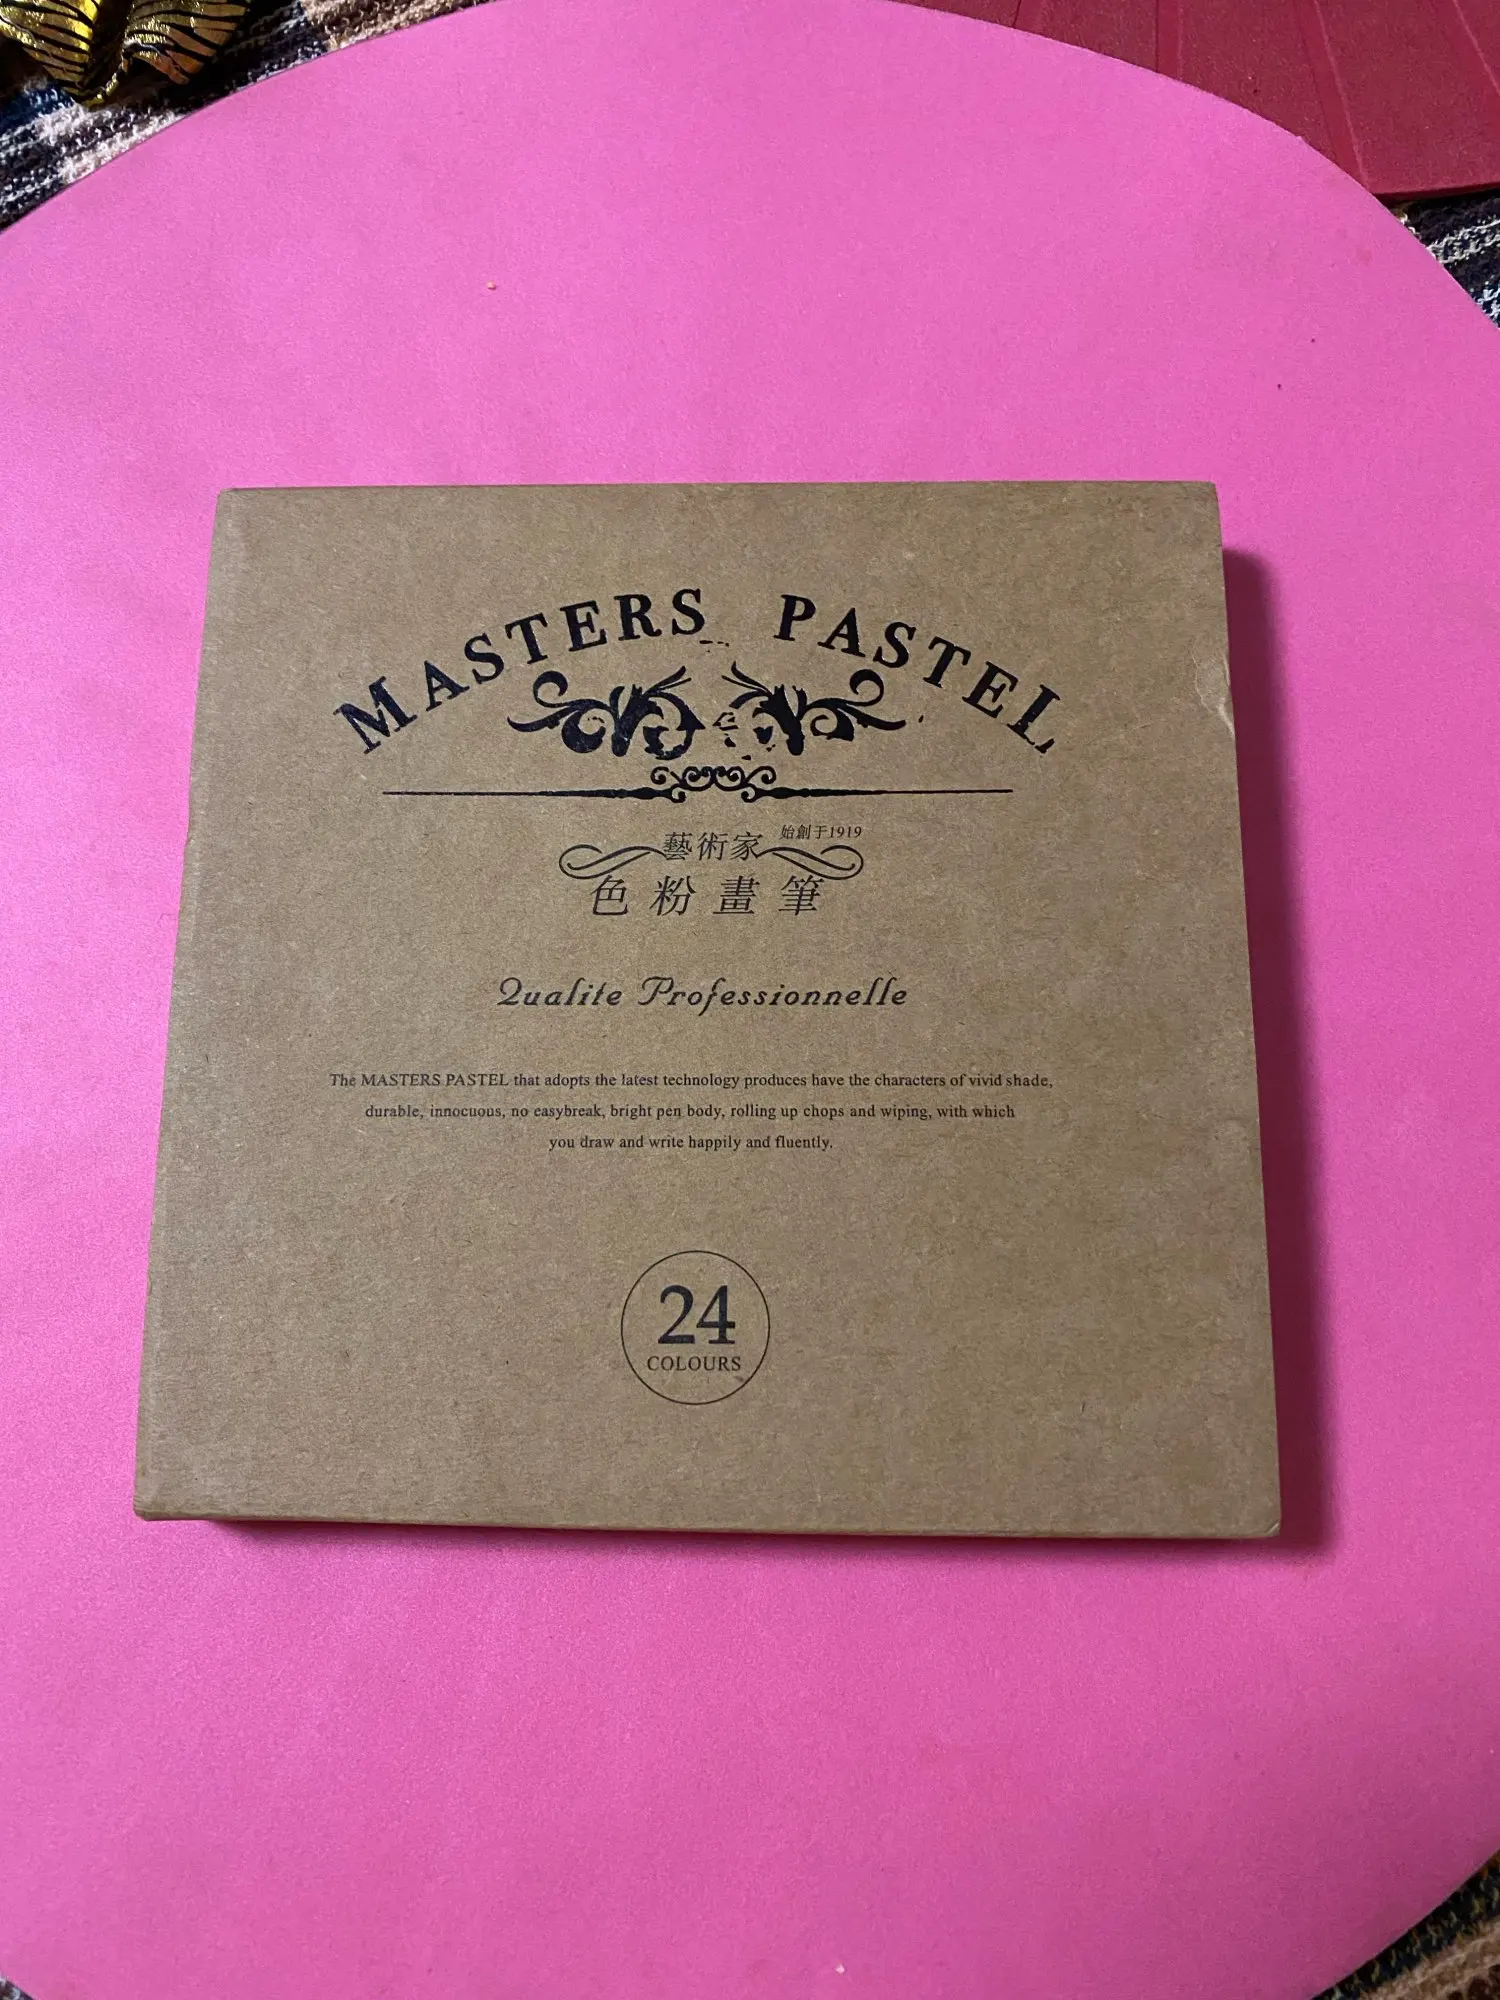 MASTERS PASTEL
始創于1919
藝術家
色粉畫筆
Qualite Professionnelle
The MASTERS PASTEL that adopts the latest technology produces have the characters of vivid shade,
durable, innocuous, no easybreak, bright pen body, rolling up chops and wiping, with which
you draw and write happily and fluently.
24
COLOURS